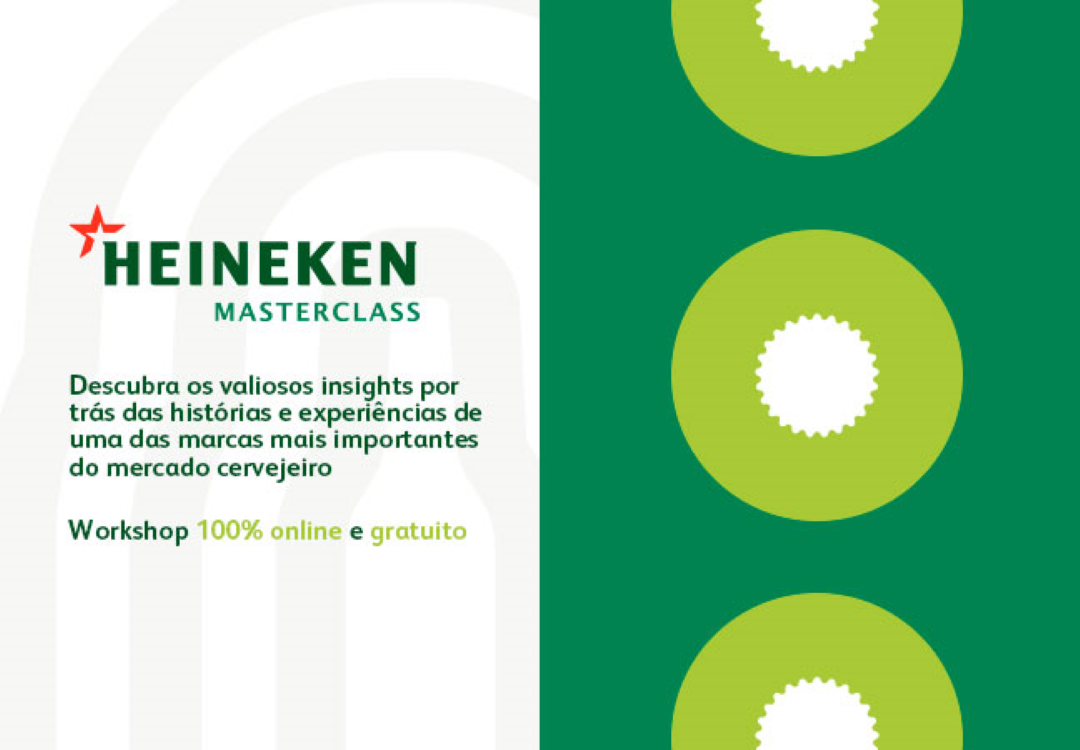 HEINEKEN
MASTERCLASS
Descubra os valiosos insights por
trás das histórias e experiências de
uma das marcas mais importantes
do mercado cervejeiro
Workshop 100% online e gratuito